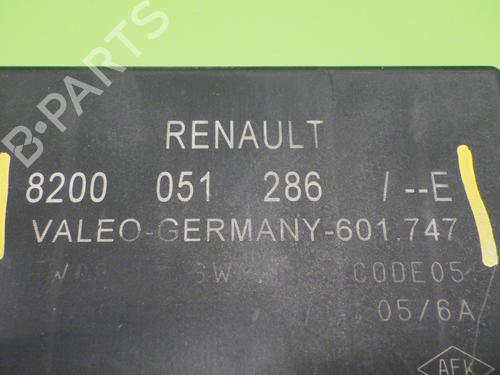 B-PARTS
RENAULT
8200 051 286 /--E
VALEO-GERMANY-601.747
CODE05
05/6A
AFK